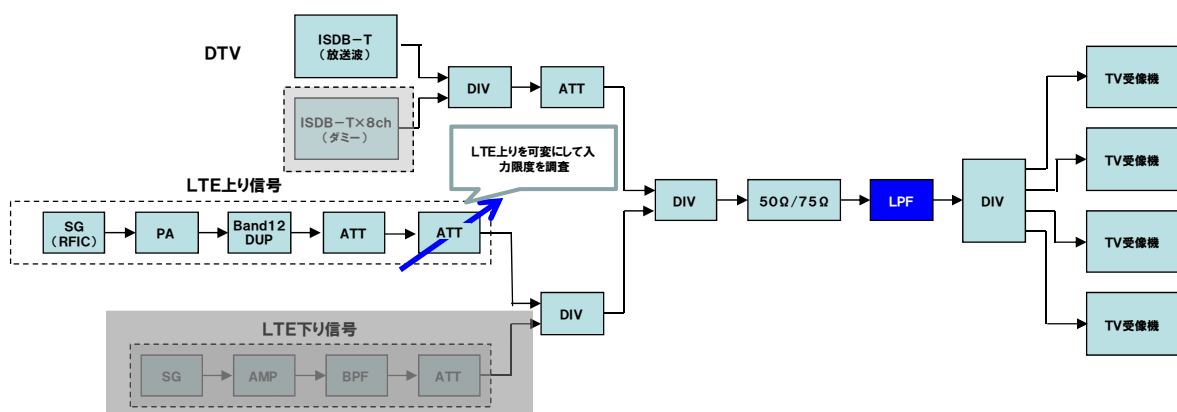 DTV
ISDB－T
（放送波）
ISDB－T×8ch
（ダミー）
DIV
ATT
LTE上りを可変にして入
力限度を調査
LTE上り信号
SG
(RFIC)
PA
Band12
DUP
ATT
ATT
DIV
LTE下り信号
SG
AMP
BPF
ATT
DIV
50Ω/75Ω
LPF
DIV
TV受像機
TV受像機
TV受像機
TV受像機